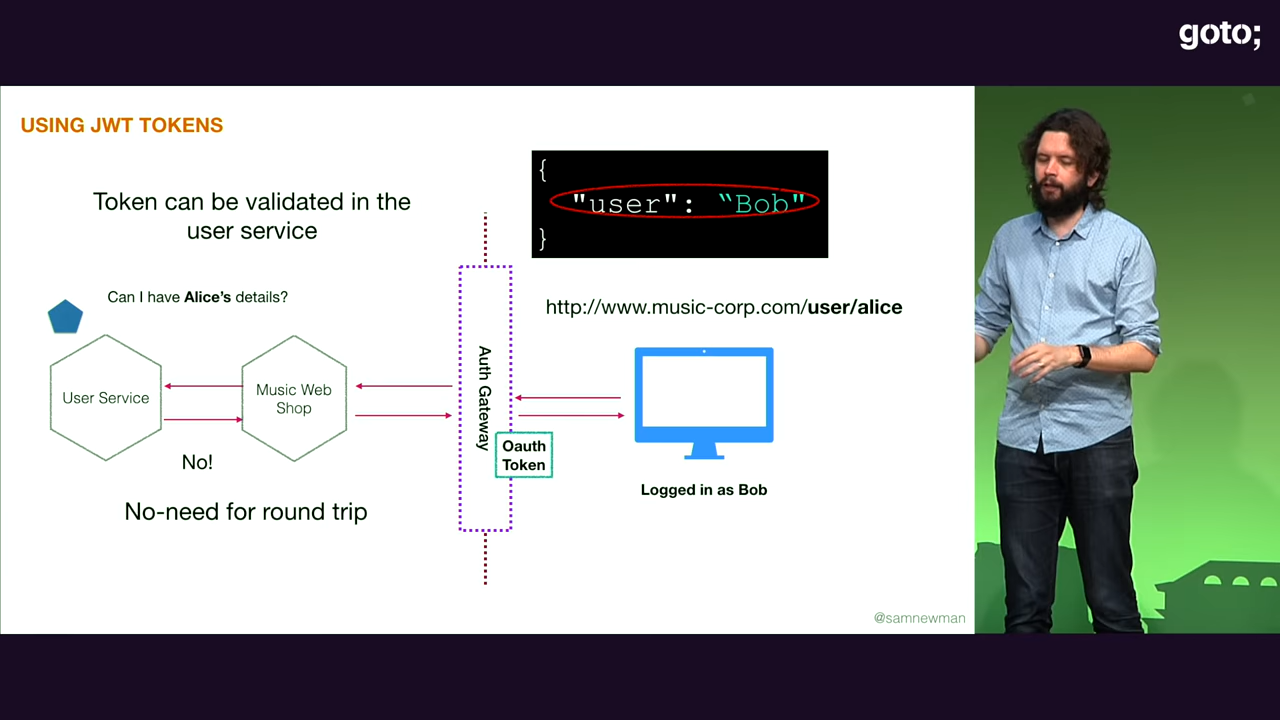 goto;
USING JWT TOKENS
Token can be validated in the
user service
{
"user": “Bob"
}
Can I have Alice's details?
http://www.music-corp.com/user/alice
User Service
Music Web
Shop
Auth Gateway
Oauth
Token
No!
Logged in as Bob
No-need for round trip
@samnewman